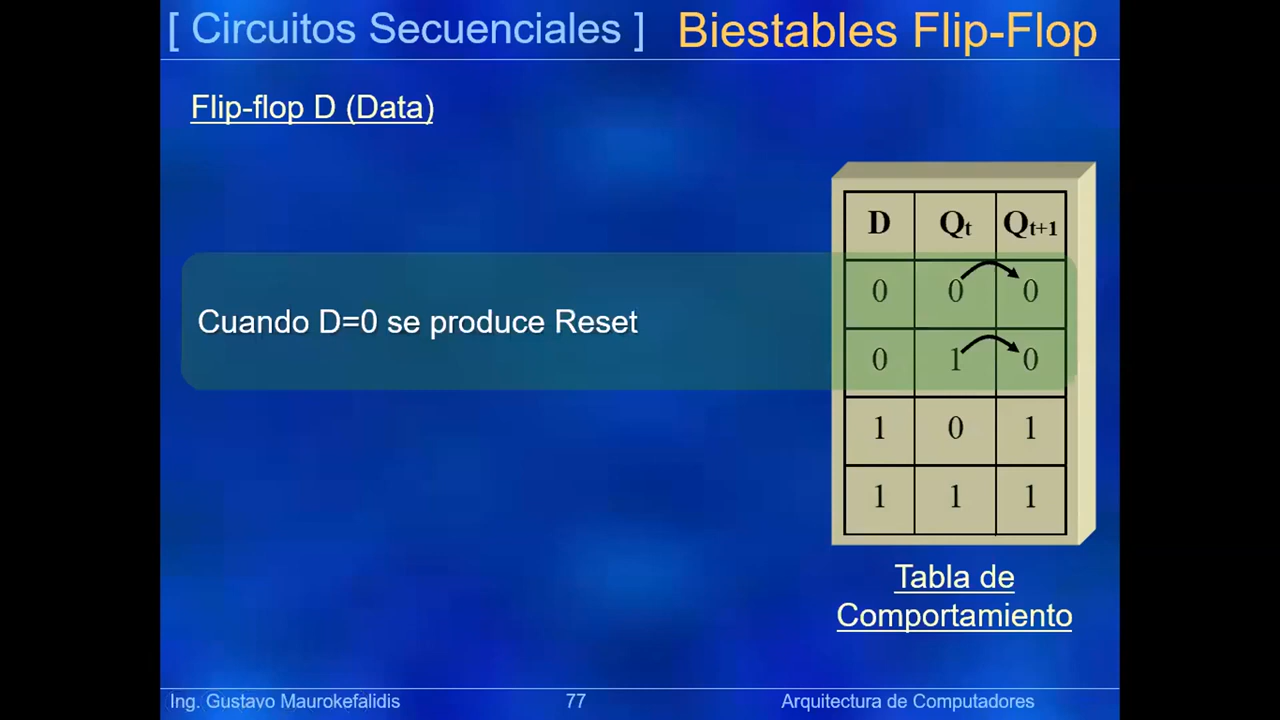 [ Circuitos Secuenciales ] Biestables Flip-Flop
Flip-flop D (Data)
Cuando D=0 se produce Reset
D Qt Qt+1
0 0 0
0 1 0
1 0 1
1 1 1
Tabla de
Comportamiento
Ing. Gustavo Maurokefalidis 77 Arquitectura de Computadores